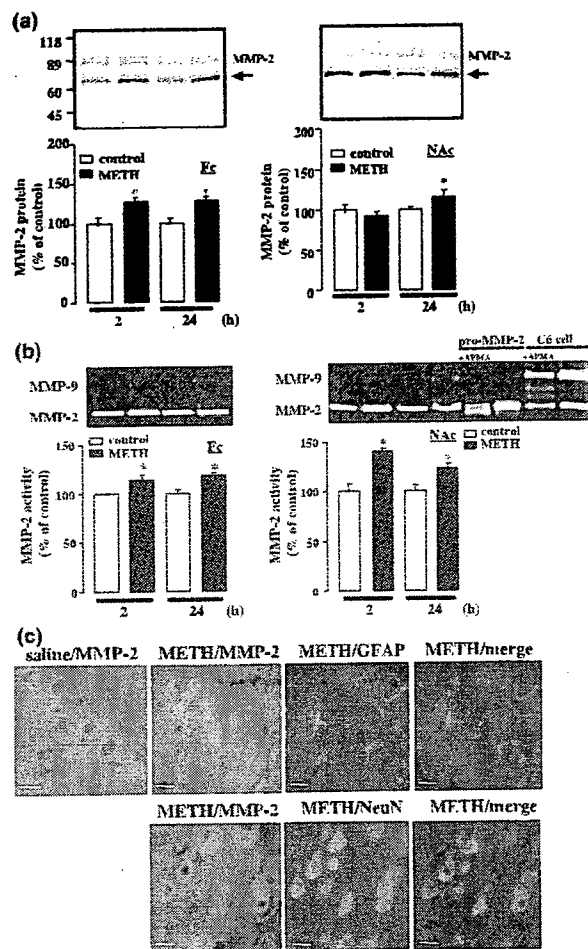 (a)
118
89
60
45
MMP-2
MMP-2
200
150
100
50
0
MMP-2 protein
(% of control)
control
METH
Fc
*
*
2
24
(h)
200
150
100
50
0
MMP-2 protein
(% of control)
control
METH
NAc
*
2
24
(h)
(b)
MMP-9
MMP-2
pro-MMP-2
C6 cell
+APMA
+APMA
MMP-9
MMP-2
150
100
50
0
MMP-2 activity
(% of control)
control
METH
Fc
*
*
2
24
(h)
150
100
50
0
MMP-2 activity
(% of control)
control
METH
NAc
*
*
2
24
(h)
(c)
saline/MMP-2 METH/MMP-2 METH/GFAP METH/merge
METH/MMP-2 METH/NeuN METH/merge